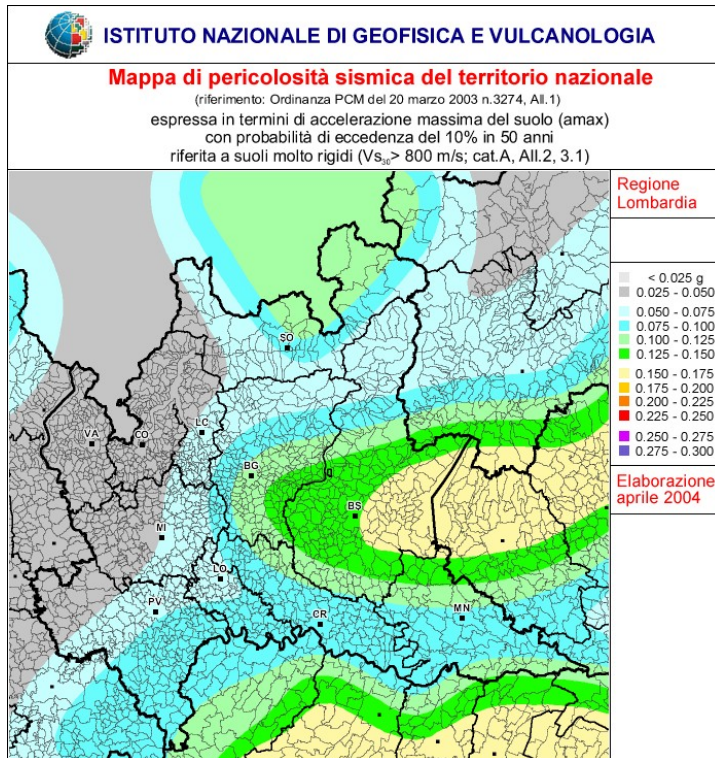 ISTITUTO NAZIONALE DI GEOFISICA E VULCANOLOGIA
Mappa di pericolosità sismica del territorio nazionale
(riferimento: Ordinanza PCM del 20 marzo 2003 n.3274, All.1)
espressa in termini di accelerazione massima del suolo (amax)
con probabilità di eccedenza del 10% in 50 anni
riferita a suoli molto rigidi (Vs30> 800 m/s; cat.A, All.2, 3.1)
Regione
Lombardia
< 0.025 g
0.025 - 0.050
0.050 - 0.075
0.075 - 0.100
0.100 - 0.125
0.125 - 0.150
0.150 - 0.175
0.175 - 0.200
0.200 - 0.225
0.225 - 0.250
0.250 - 0.275
0.275 - 0.300
Elaborazione
aprile 2004
SO
LC
VA
CO
BG
BS
MI
LO
PV
CR
MN